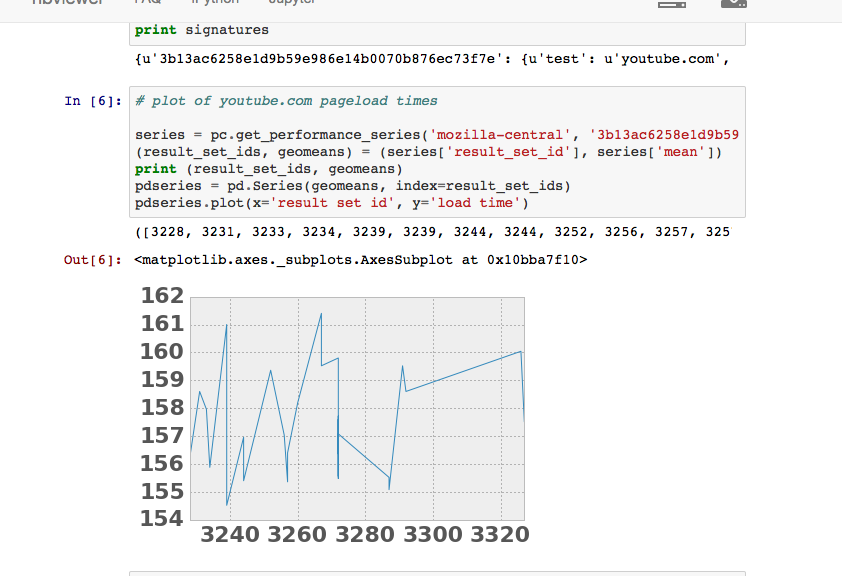 nbviewer FAQ IPython Jupyter
print signatures
{u'3b13ac6258e1d9b59e986e14b0070b876ec73f7e': {u'test': u'youtube.com',
In [6]: # plot of youtube.com pageload times
series = pc.get_performance_series('mozilla-central', '3b13ac6258e1d9b59
(result_set_ids, geomeans) = (series['result_set_id'], series['mean'])
print (result_set_ids, geomeans)
pdseries = pd.Series(geomeans, index=result_set_ids)
pdseries.plot(x='result set id', y='load time')
([3228, 3231, 3233, 3234, 3239, 3239, 3244, 3244, 3252, 3256, 3257, 325
Out[6]: <matplotlib.axes._subplots.AxesSubplot at 0x10bba7f10>
162
161
160
159
158
157
156
155
154
3240 3260 3280 3300 3320